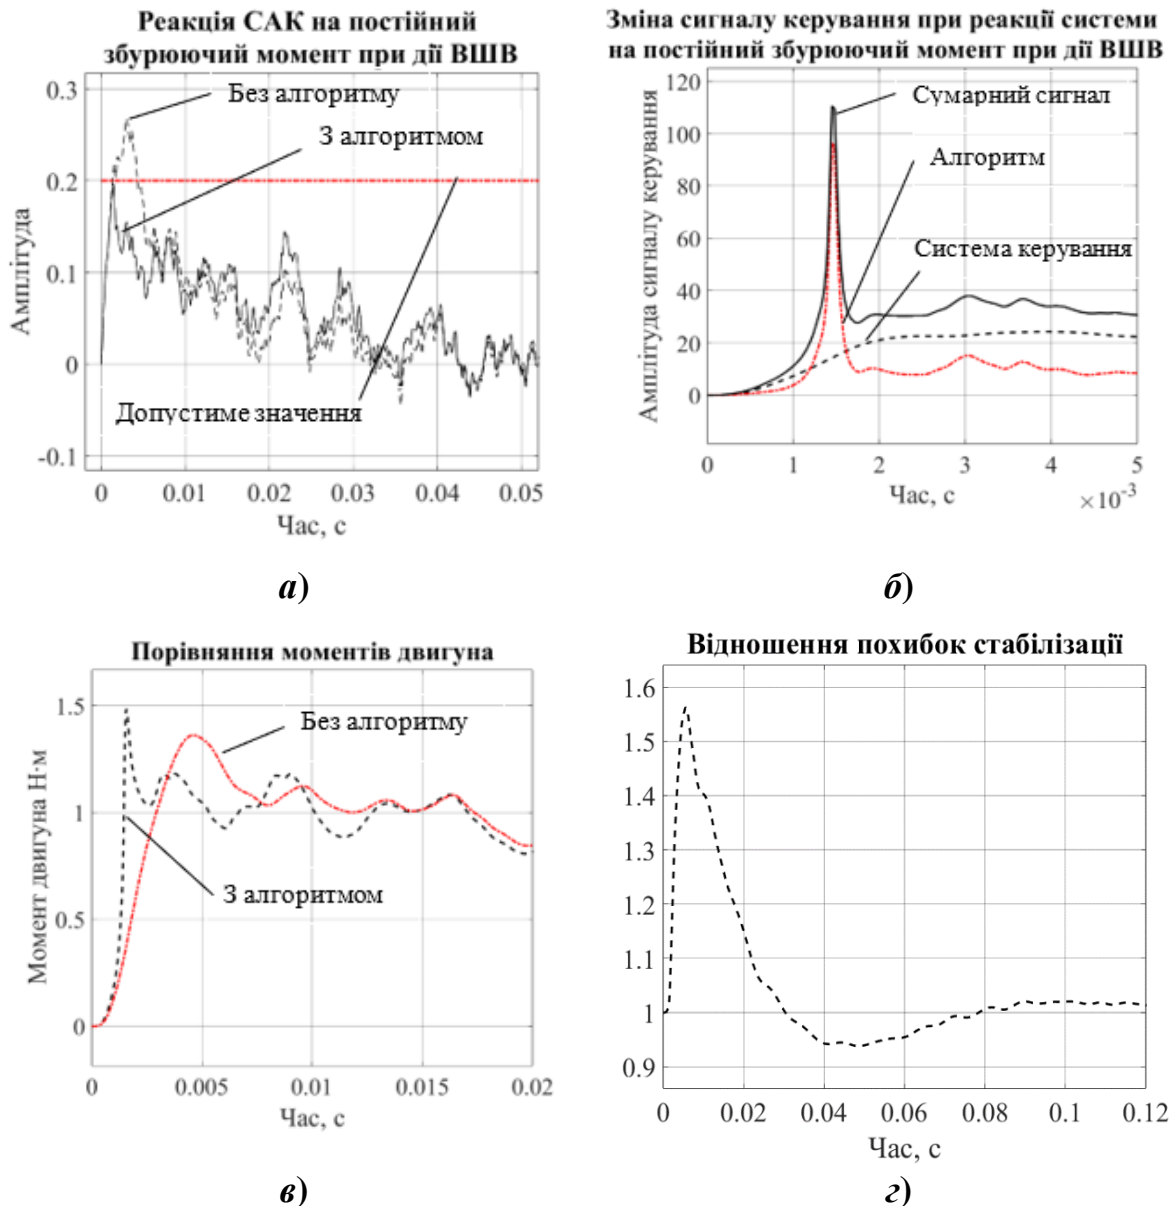 Реакція САК на постійний
збурюючий момент при дії ВШВ
Без алгоритму
З алгоритмом
Допустиме значення
Амплітуда
0.3
0.2
0.1
0
-0.1
0 0.01 0.02 0.03 0.04 0.05
Час, с
а)
Зміна сигналу керування при реакції системи
на постійний збурюючий момент при дії ВШВ
Сумарний сигнал
Алгоритм
Система керування
Амплітуда сигналу керування
120
100
80
60
40
20
0
0 1 2 3 4 5
Час, с
×10⁻³
б)
Порівняння моментів двигуна
Без алгоритму
З алгоритмом
Момент двигуна Н·м
1.5
1
0.5
0
0 0.005 0.01 0.015 0.02
Час, с
в)
Відношення похибок стабілізації
1.6
1.5
1.4
1.3
1.2
1.1
1
0.9
0 0.02 0.04 0.06 0.08 0.1 0.12
Час, с
г)